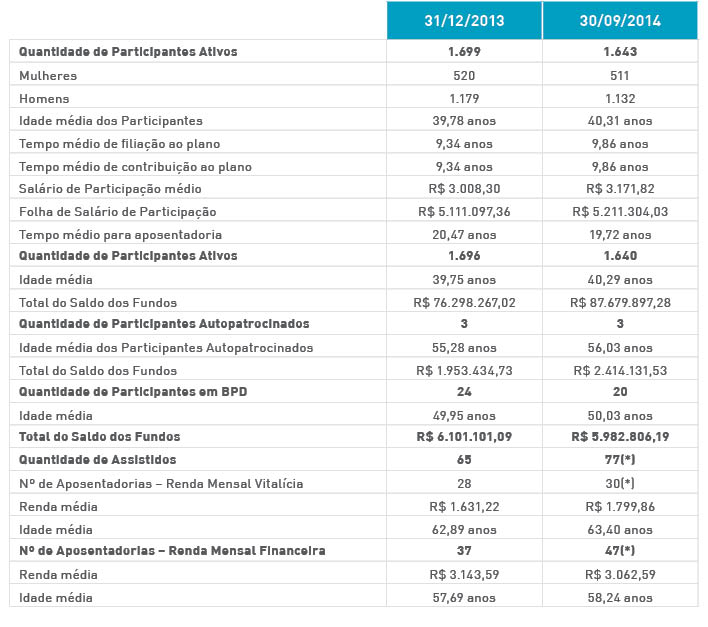 31/12/2013 30/09/2014
Quantidade de Participantes Ativos 1.699 1.643
Mulheres 520 511
Homens 1.179 1.132
Idade média dos Participantes 39,78 anos 40,31 anos
Tempo médio de filiação ao plano 9,34 anos 9,86 anos
Tempo médio de contribuição ao plano 9,34 anos 9,86 anos
Salário de Participação médio R$ 3.008,30 R$ 3.171,82
Folha de Salário de Participação R$ 5.111.097,36 R$ 5.211.304,03
Tempo médio para aposentadoria 20,47 anos 19,72 anos
Quantidade de Participantes Ativos 1.696 1.640
Idade média 39,75 anos 40,29 anos
Total do Saldo dos Fundos R$ 76.298.267,02 R$ 87.679.897,28
Quantidade de Participantes Autopatrocinados 3 3
Idade média dos Participantes Autopatrocinados 55,28 anos 56,03 anos
Total do Saldo dos Fundos R$ 1.953.434,73 R$ 2.414.131,53
Quantidade de Participantes em BPD 24 20
Idade média 49,95 anos 50,03 anos
Total do Saldo dos Fundos R$ 6.101.101,09 R$ 5.982.806,19
Quantidade de Assistidos 65 77(*)
Nº de Aposentadorias – Renda Mensal Vitalícia 28 30(*)
Renda média R$ 1.631,22 R$ 1.799,86
Idade média 62,89 anos 63,40 anos
Nº de Aposentadorias – Renda Mensal Financeira 37 47(*)
Renda média R$ 3.143,59 R$ 3.062,59
Idade média 57,69 anos 58,24 anos